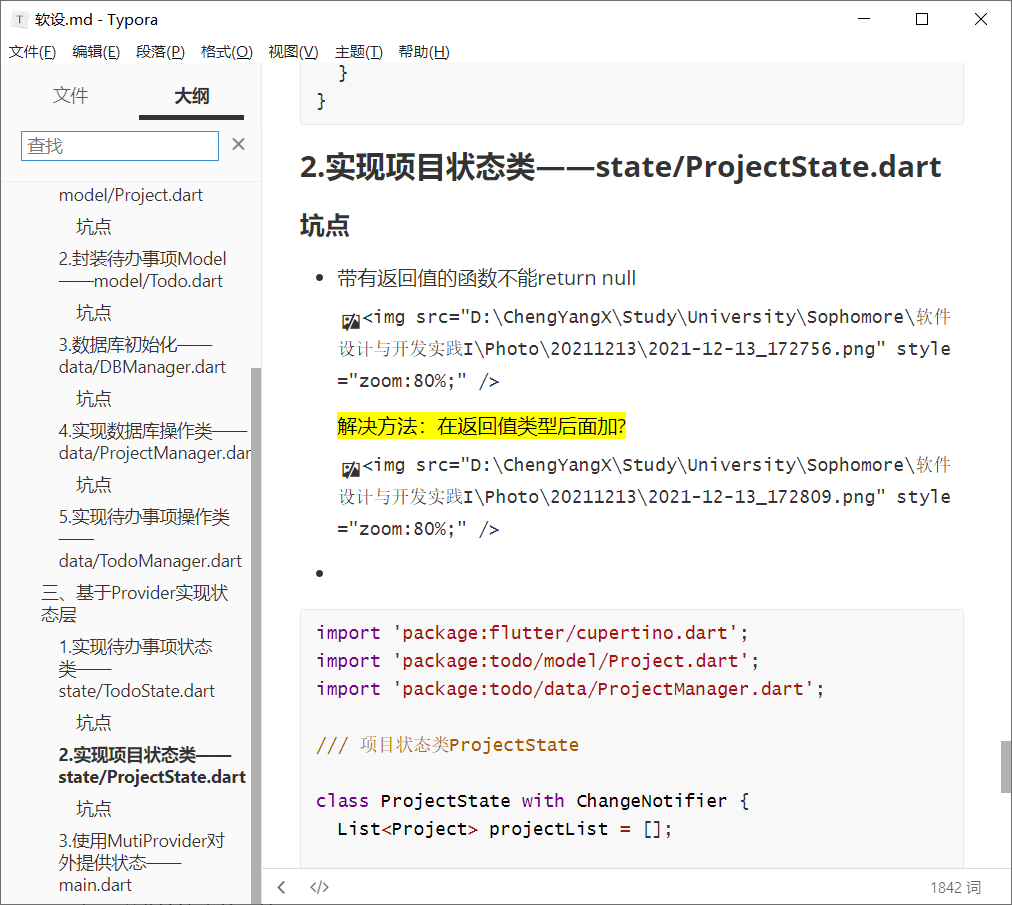 软设.md - Typora
文件(F) 编辑(E) 段落(P) 格式(O) 视图(V) 主题(T) 帮助(H)
文件 大纲
查找
model/Project.dart
坑点
2.封装待办事项Model
——model/Todo.dart
坑点
3.数据库初始化——
data/DBManager.dart
坑点
4.实现数据库操作类——
data/ProjectManager.dar
坑点
5.实现待办事项操作类
——
data/TodoManager.dart
三、基于Provider实现状
态层
1.实现待办事项状态
类——
state/TodoState.dart
坑点
2.实现项目状态类——
state/ProjectState.dart
坑点
3.使用MutiProvider对
外提供状态——
main.dart
}
}
2.实现项目状态类——state/ProjectState.dart
坑点
带有返回值的函数不能return null
<img src="D:\ChengYangX\Study\University\Sophomore\软件
设计与开发实践I\Photo\20211213\2021-12-13_172756.png" style
="zoom:80%;" />
解决方法：在返回值类型后面加?
<img src="D:\ChengYangX\Study\University\Sophomore\软件
设计与开发实践I\Photo\20211213\2021-12-13_172809.png" style
="zoom:80%;" />
import 'package:flutter/cupertino.dart';
import 'package:todo/model/Project.dart';
import 'package:todo/data/ProjectManager.dart';
/// 项目状态类ProjectState
class ProjectState with ChangeNotifier {
List<Project> projectList = [];
</> 1842 词